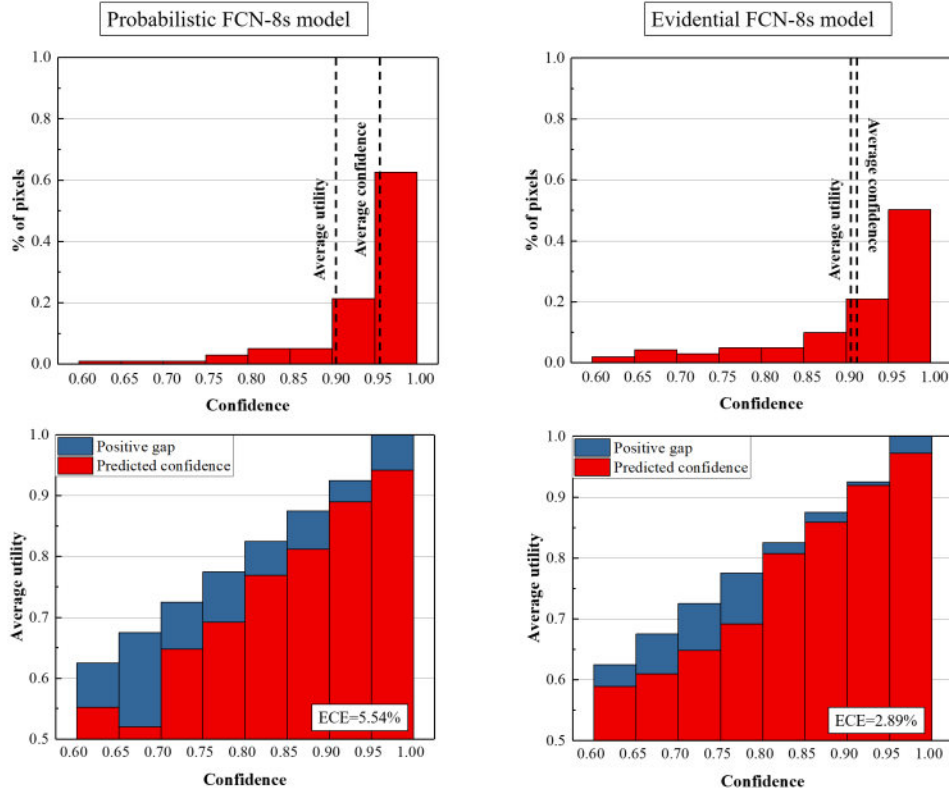 Probabilistic FCN-8s model
Evidential FCN-8s model
1.0
0.8
0.6
0.4
0.2
0.0
% of pixels
Average utility
Average confidence
0.60 0.65 0.70 0.75 0.80 0.85 0.90 0.95 1.00
Confidence
1.0
0.8
0.6
0.4
0.2
0.0
% of pixels
Average utility
Average confidence
0.60 0.65 0.70 0.75 0.80 0.85 0.90 0.95 1.00
Confidence
1.0
0.9
0.8
0.7
0.6
0.5
Average utility
Positive gap
Predicted confidence
ECE=5.54%
0.60 0.65 0.70 0.75 0.80 0.85 0.90 0.95 1.00
Confidence
1.0
0.9
0.8
0.7
0.6
0.5
Average utility
Positive gap
Predicted confidence
ECE=2.89%
0.60 0.65 0.70 0.75 0.80 0.85 0.90 0.95 1.00
Confidence